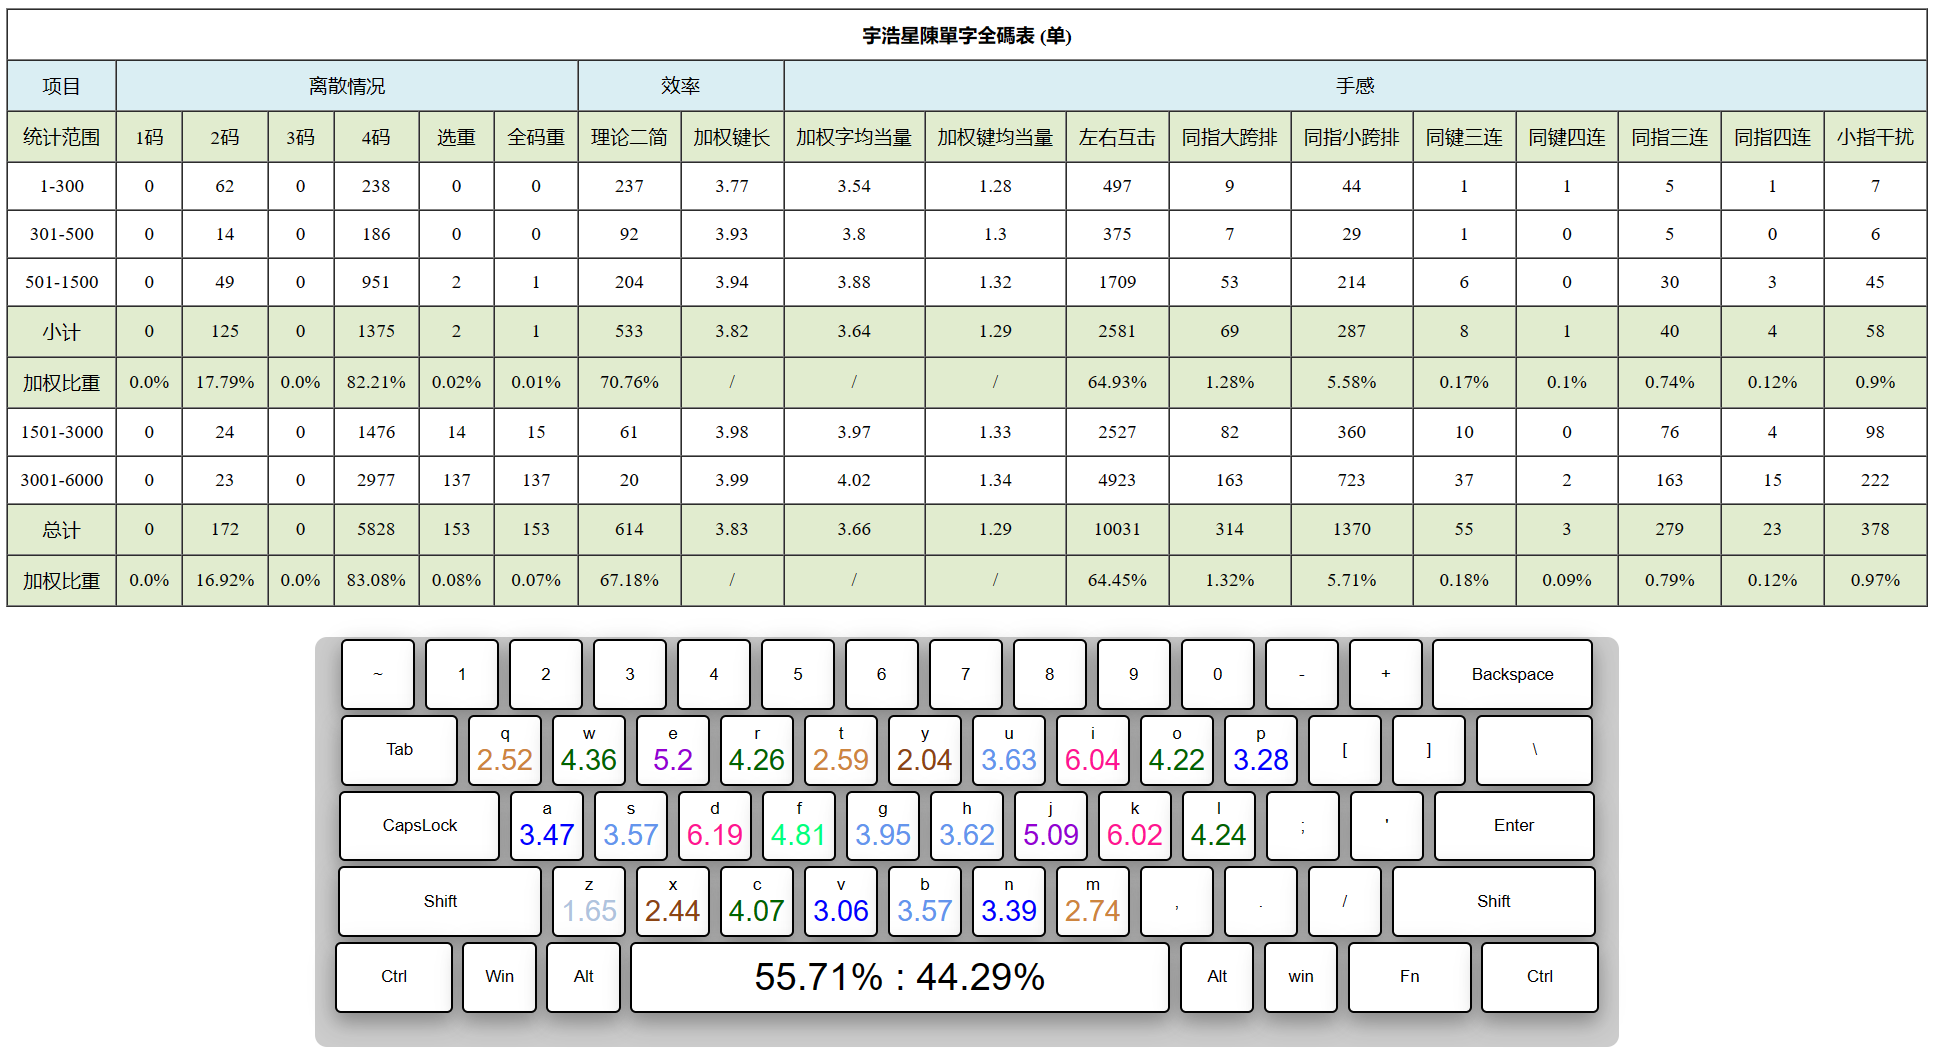 宇浩星陳單字全碼表 (单)
项目 离散情况 效率 手感
统计范围 1码 2码 3码 4码 选重 全码重 理论二简 加权键长 加权字均当量 加权键均当量 左右互击 同指大跨排 同指小跨排 同键三连 同键四连 同指三连 同指四连 小指干扰
1-300 0 62 0 238 0 0 237 3.77 3.54 1.28 497 9 44 1 1 5 1 7
301-500 0 14 0 186 0 0 92 3.93 3.8 1.3 375 7 29 1 0 5 0 6
501-1500 0 49 0 951 2 1 204 3.94 3.88 1.32 1709 53 214 6 0 30 3 45
小计 0 125 0 1375 2 1 533 3.82 3.64 1.29 2581 69 287 8 1 40 4 58
加权比重 0.0% 17.79% 0.0% 82.21% 0.02% 0.01% 70.76% / / / 64.93% 1.28% 5.58% 0.17% 0.1% 0.74% 0.12% 0.9%
1501-3000 0 24 0 1476 14 15 61 3.98 3.97 1.33 2527 82 360 10 0 76 4 98
3001-6000 0 23 0 2977 137 137 20 3.99 4.02 1.34 4923 163 723 37 2 163 15 222
总计 0 172 0 5828 153 153 614 3.83 3.66 1.29 10031 314 1370 55 3 279 23 378
加权比重 0.0% 16.92% 0.0% 83.08% 0.08% 0.07% 67.18% / / / 64.45% 1.32% 5.71% 0.18% 0.09% 0.79% 0.12% 0.97%
~ 1 2 3 4 5 6 7 8 9 0 - + Backspace
Tab q w e r t y u i o p [ ] \
2.52 4.36 5.2 4.26 2.59 2.04 3.63 6.04 4.22 3.28
CapsLock a s d f g h j k l ; ' Enter
3.47 3.57 6.19 4.81 3.95 3.62 5.09 6.02 4.24
Shift z x c v b n m , . / Shift
1.65 2.44 4.07 3.06 3.57 3.39 2.74
Ctrl Win Alt 55.71% : 44.29% Alt win Fn Ctrl